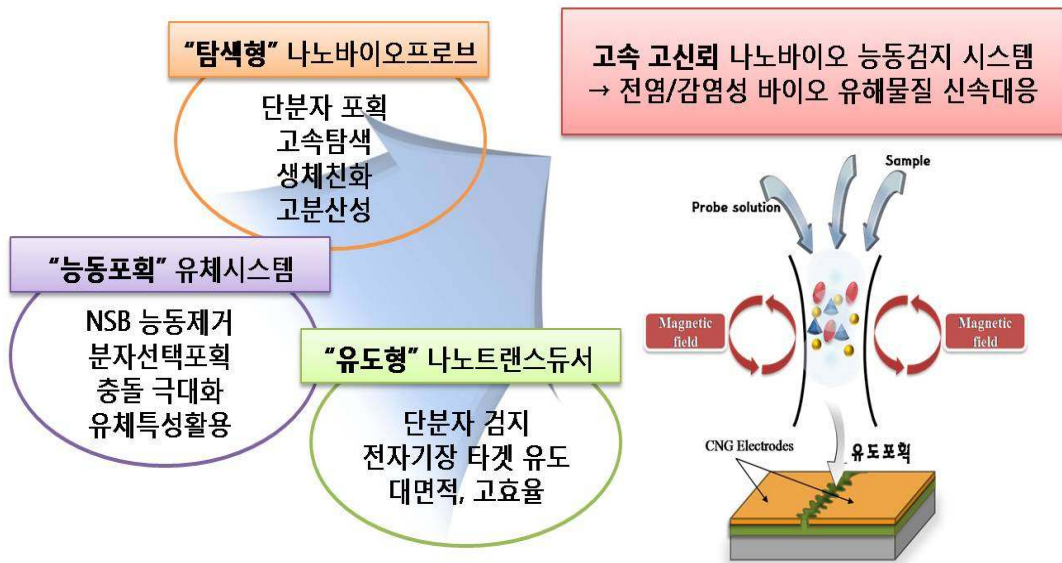 “탐색형” 나노바이오프로브
단분자 포획
고속탐색
생체친화
고분산성
“능동포획” 유체시스템
NSB 능동제거
분자선택포획
충돌 극대화
유체특성활용
“유도형” 나노트랜스듀서
단분자 검지
전자기장 타겟 유도
대면적, 고효율
고속 고신뢰 나노바이오 능동검지 시스템
→ 전염/감염성 바이오 유해물질 신속대응
Sample
Probe solution
Magnetic
field
Magnetic
field
CNG Electrodes
유도포획